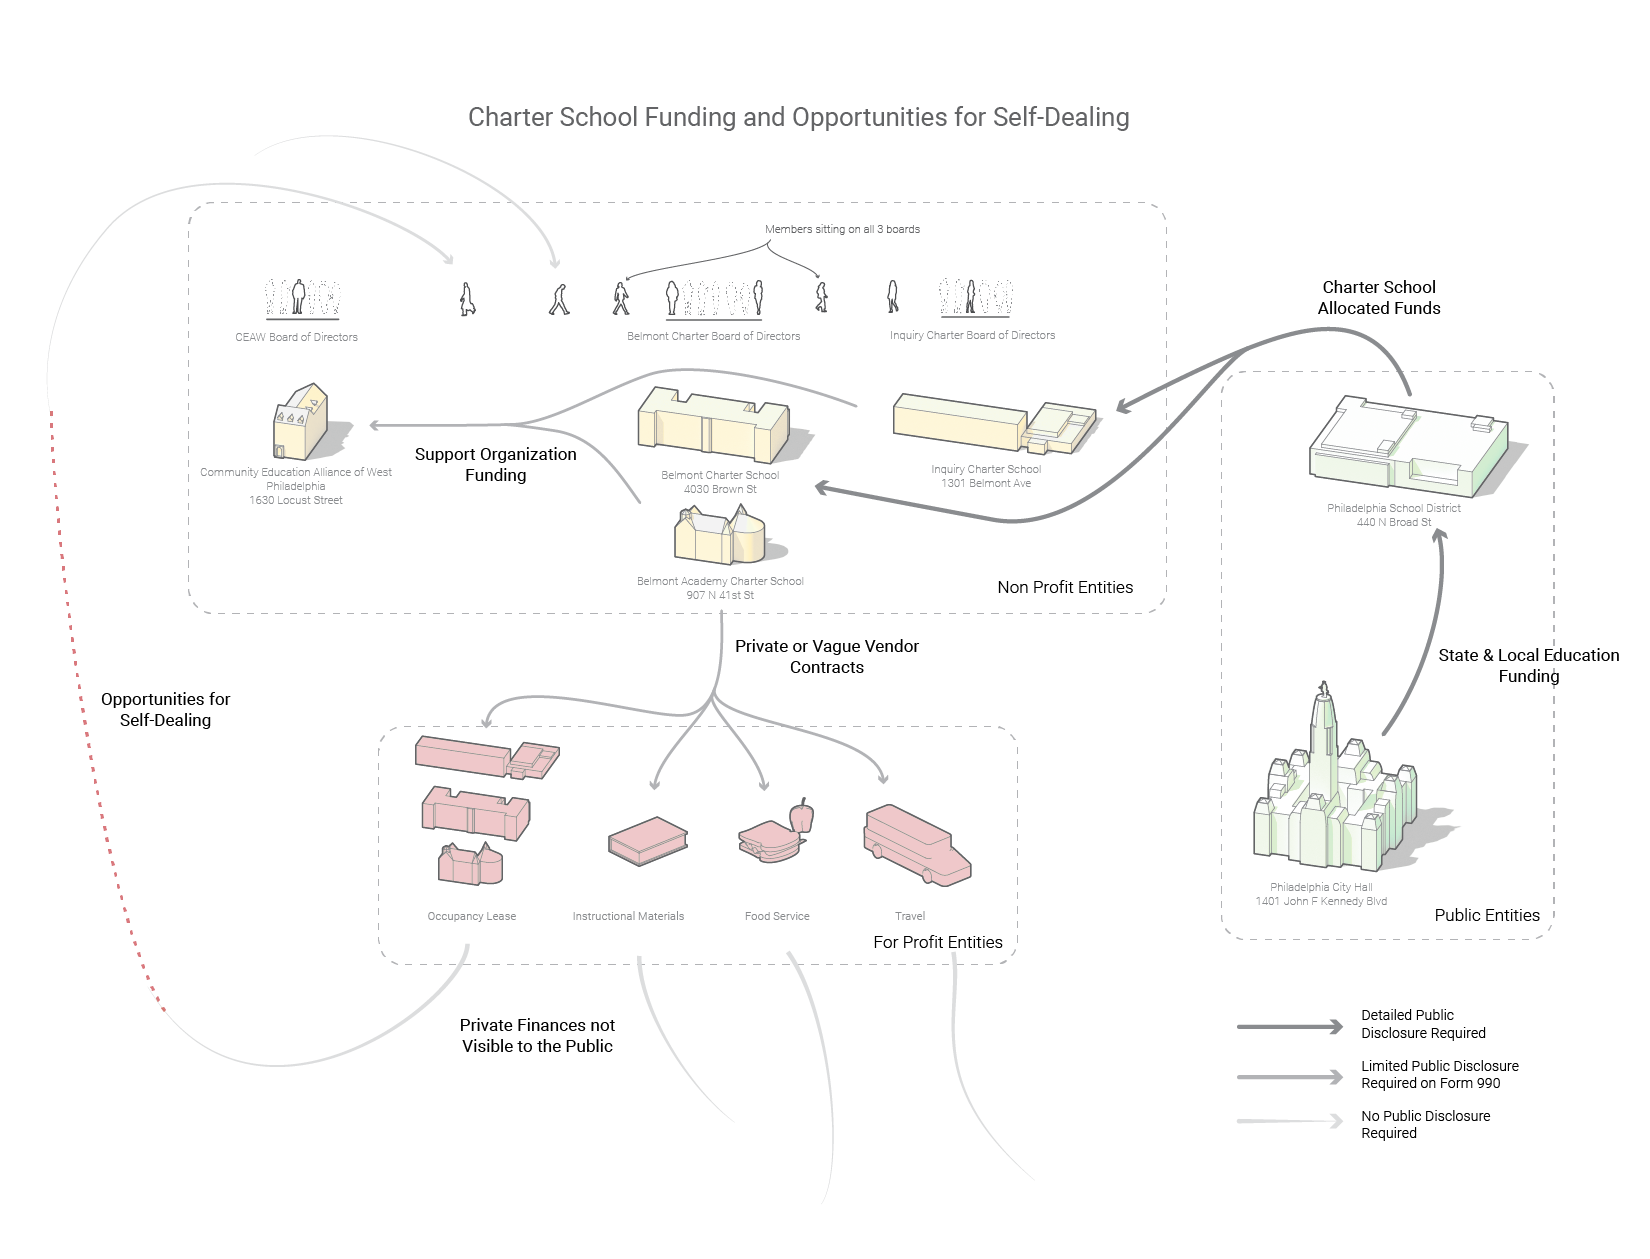 Charter School Funding and Opportunities for Self-Dealing
Members sitting on all 3 boards
CEAW Board of Directors
Belmont Charter Board of Directors
Inquiry Charter Board of Directors
Charter School
Allocated Funds
Support Organization
Funding
Community Education Alliance of West
Philadelphia
1630 Locust Street
Belmont Charter School
4030 Brown St
Inquiry Charter School
1301 Belmont Ave
Philadelphia School District
440 N Broad St
Belmont Academy Charter School
907 N 41st St
Non Profit Entities
Private or Vague Vendor
Contracts
State & Local Education
Funding
Opportunities for
Self-Dealing
Philadelphia City Hall
1401 John F Kennedy Blvd
Public Entities
Occupancy Lease
Instructional Materials
Food Service
Travel
For Profit Entities
Private Finances not
Visible to the Public
Detailed Public
Disclosure Required
Limited Public Disclosure
Required on Form 990
No Public Disclosure
Required